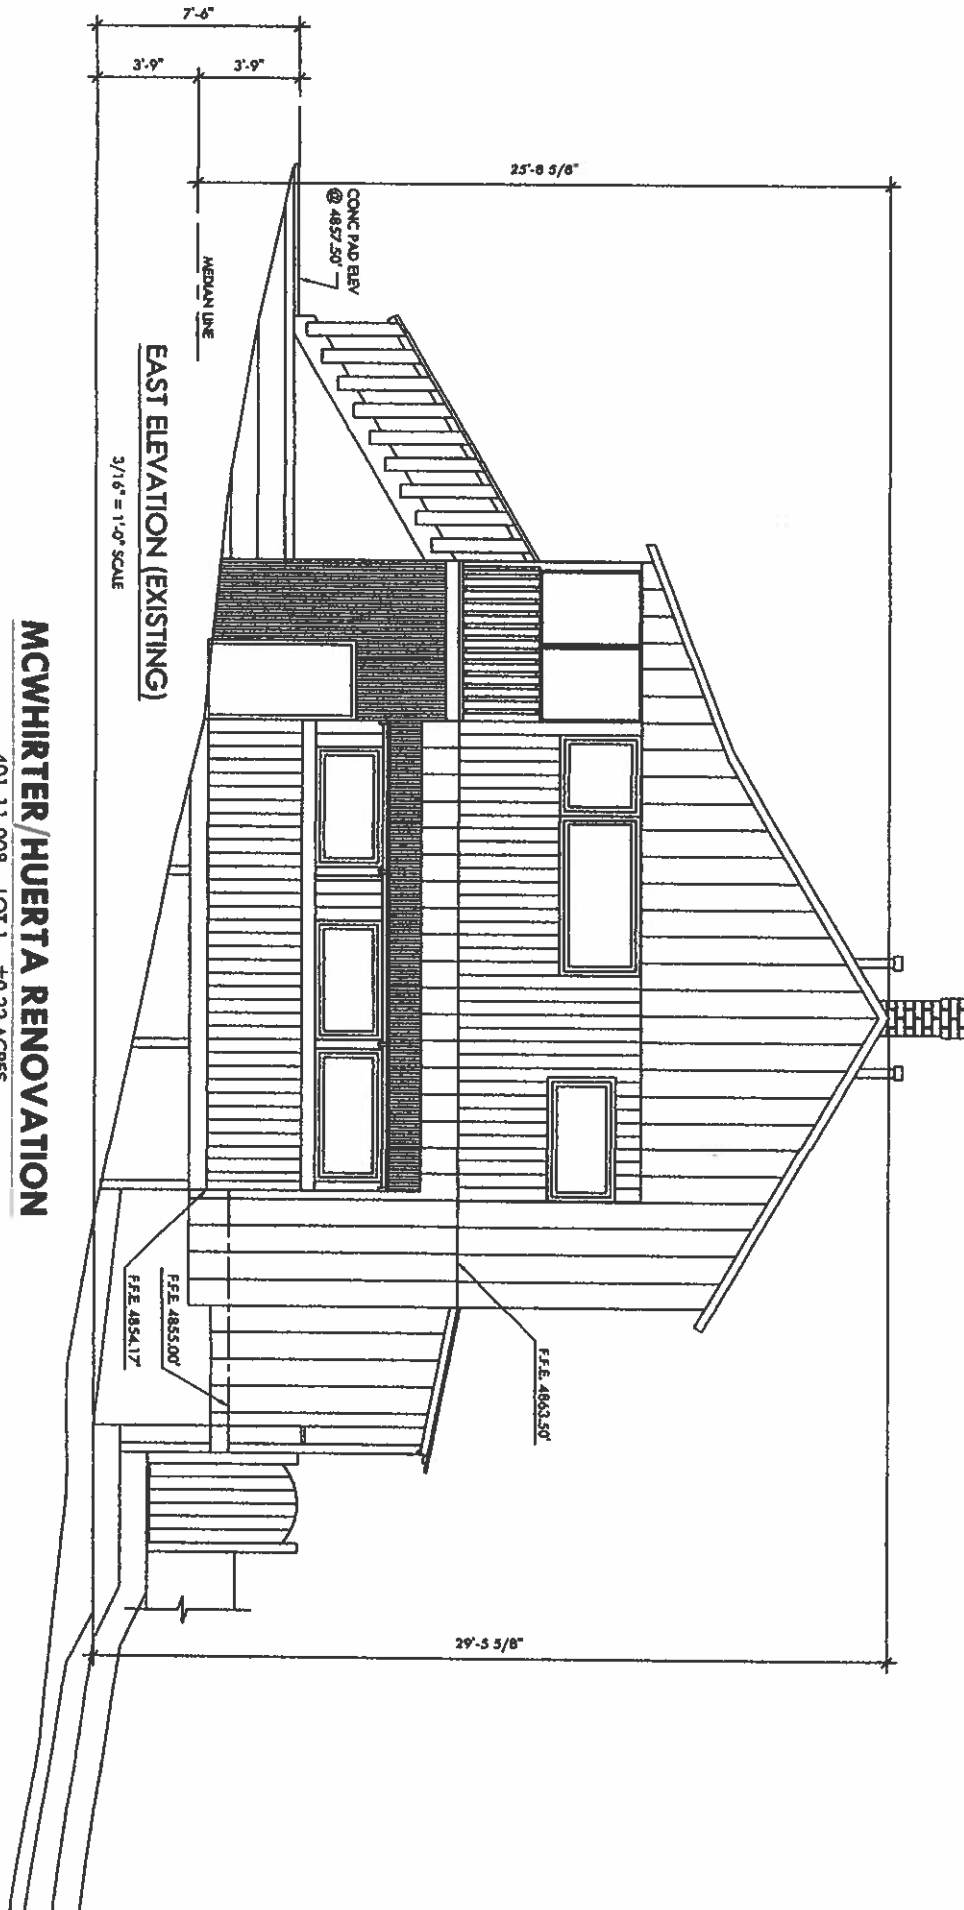 7'-6"
3'-9"
3'-9"
25'-8 5/8"
CONC PAD ELEV
@ 4857.50'
MEDIAN LINE
EAST ELEVATION (EXISTING)
3/16" = 1'-0" SCALE
F.F.E. 4863.50'
F.F.E. 4855.00'
F.F.E. 4854.17'
29'-5 5/8"
MCWHIRTER/HUERTA RENOVATION